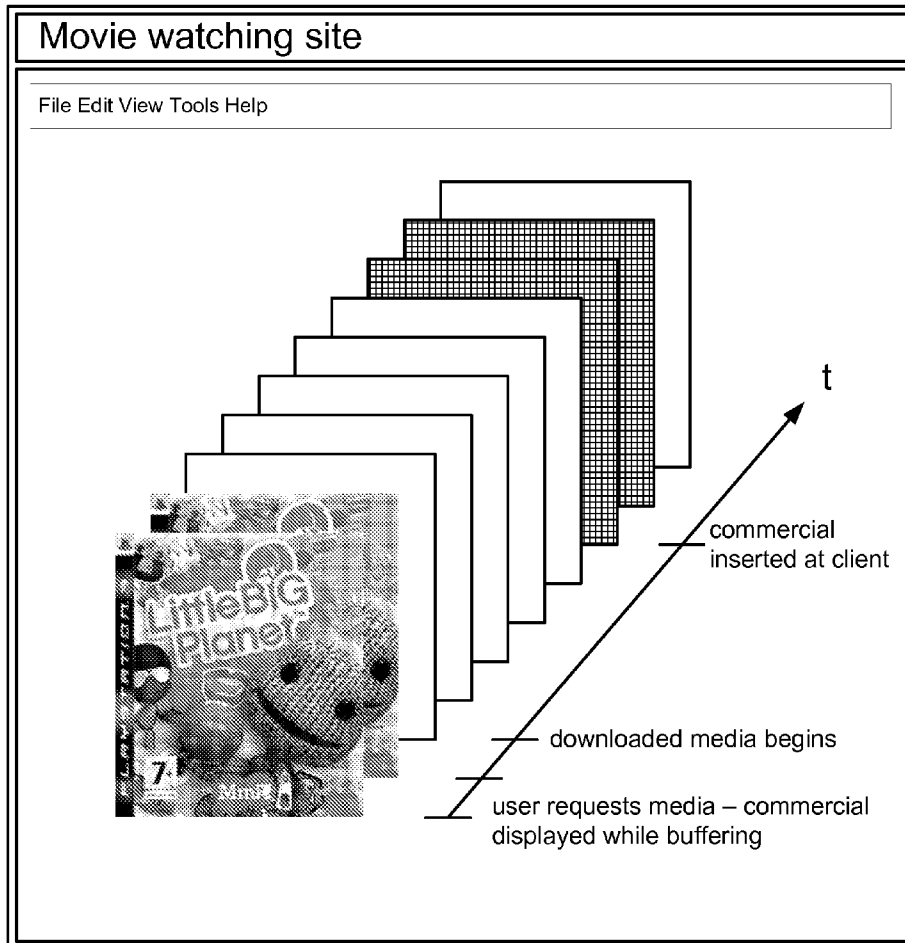 Movie watching site
File Edit View Tools Help
t
commercial
inserted at client
LittleBIG
Planet
PLAYSTATION
7+
downloaded media begins
user requests media – commercial
displayed while buffering